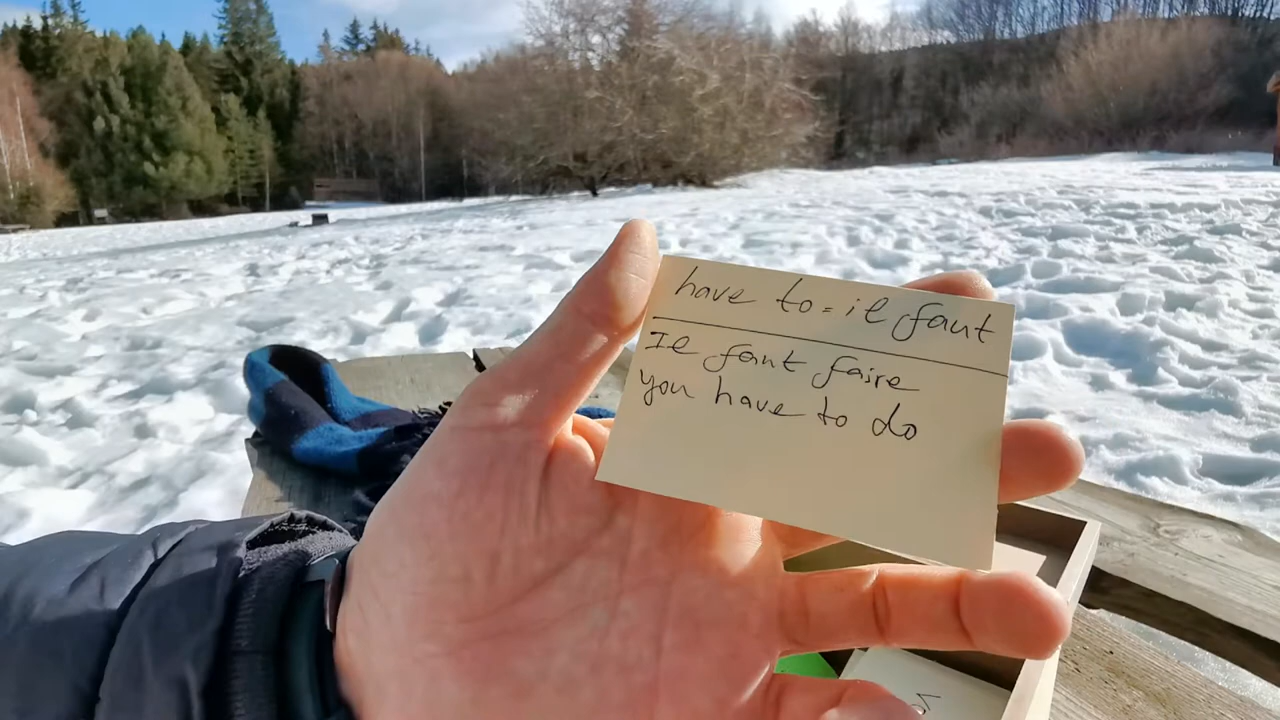 have to = il faut
Il faut faire
you have to do